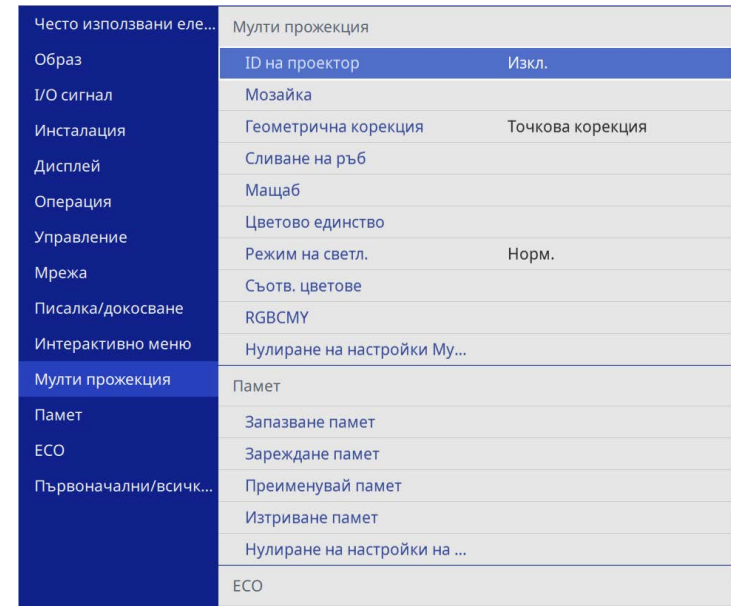 Често използвани еле...
Образ
I/O сигнал
Инсталация
Дисплей
Операция
Управление
Мрежа
Писалка/докосване
Интерактивно меню
Мулти прожекция
Памет
ECO
Първоначални/всичк...
Мулти прожекция
ID на проектор Изкл.
Мозайка
Геометрична корекция Точкова корекция
Сливане на ръб
Мащаб
Цветово единство
Режим на светл. Норм.
Съотв. цветове
RGBCMY
Нулиране на настройки Му...
Памет
Запазване памет
Зареждане памет
Преименувай памет
Изтриване памет
Нулиране на настройки на ...
ECO